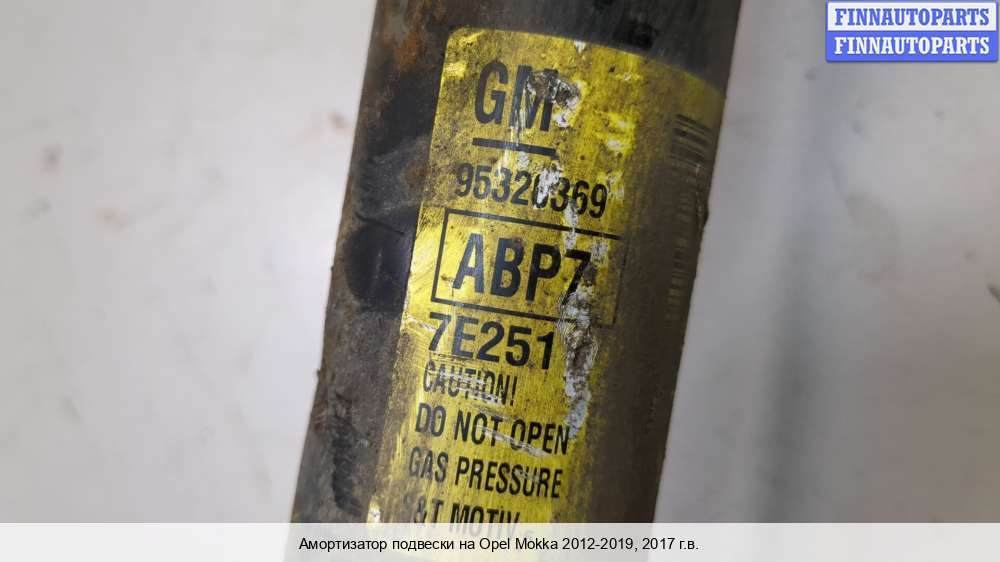 FINNAUTOPARTS
FINNAUTOPARTS
GM
95320369
ABP7
7E251
CAUTION!
DO NOT OPEN
GAS PRESSURE
&T MOTIV
Амортизатор подвески на Opel Mokka 2012-2019, 2017 г.в.